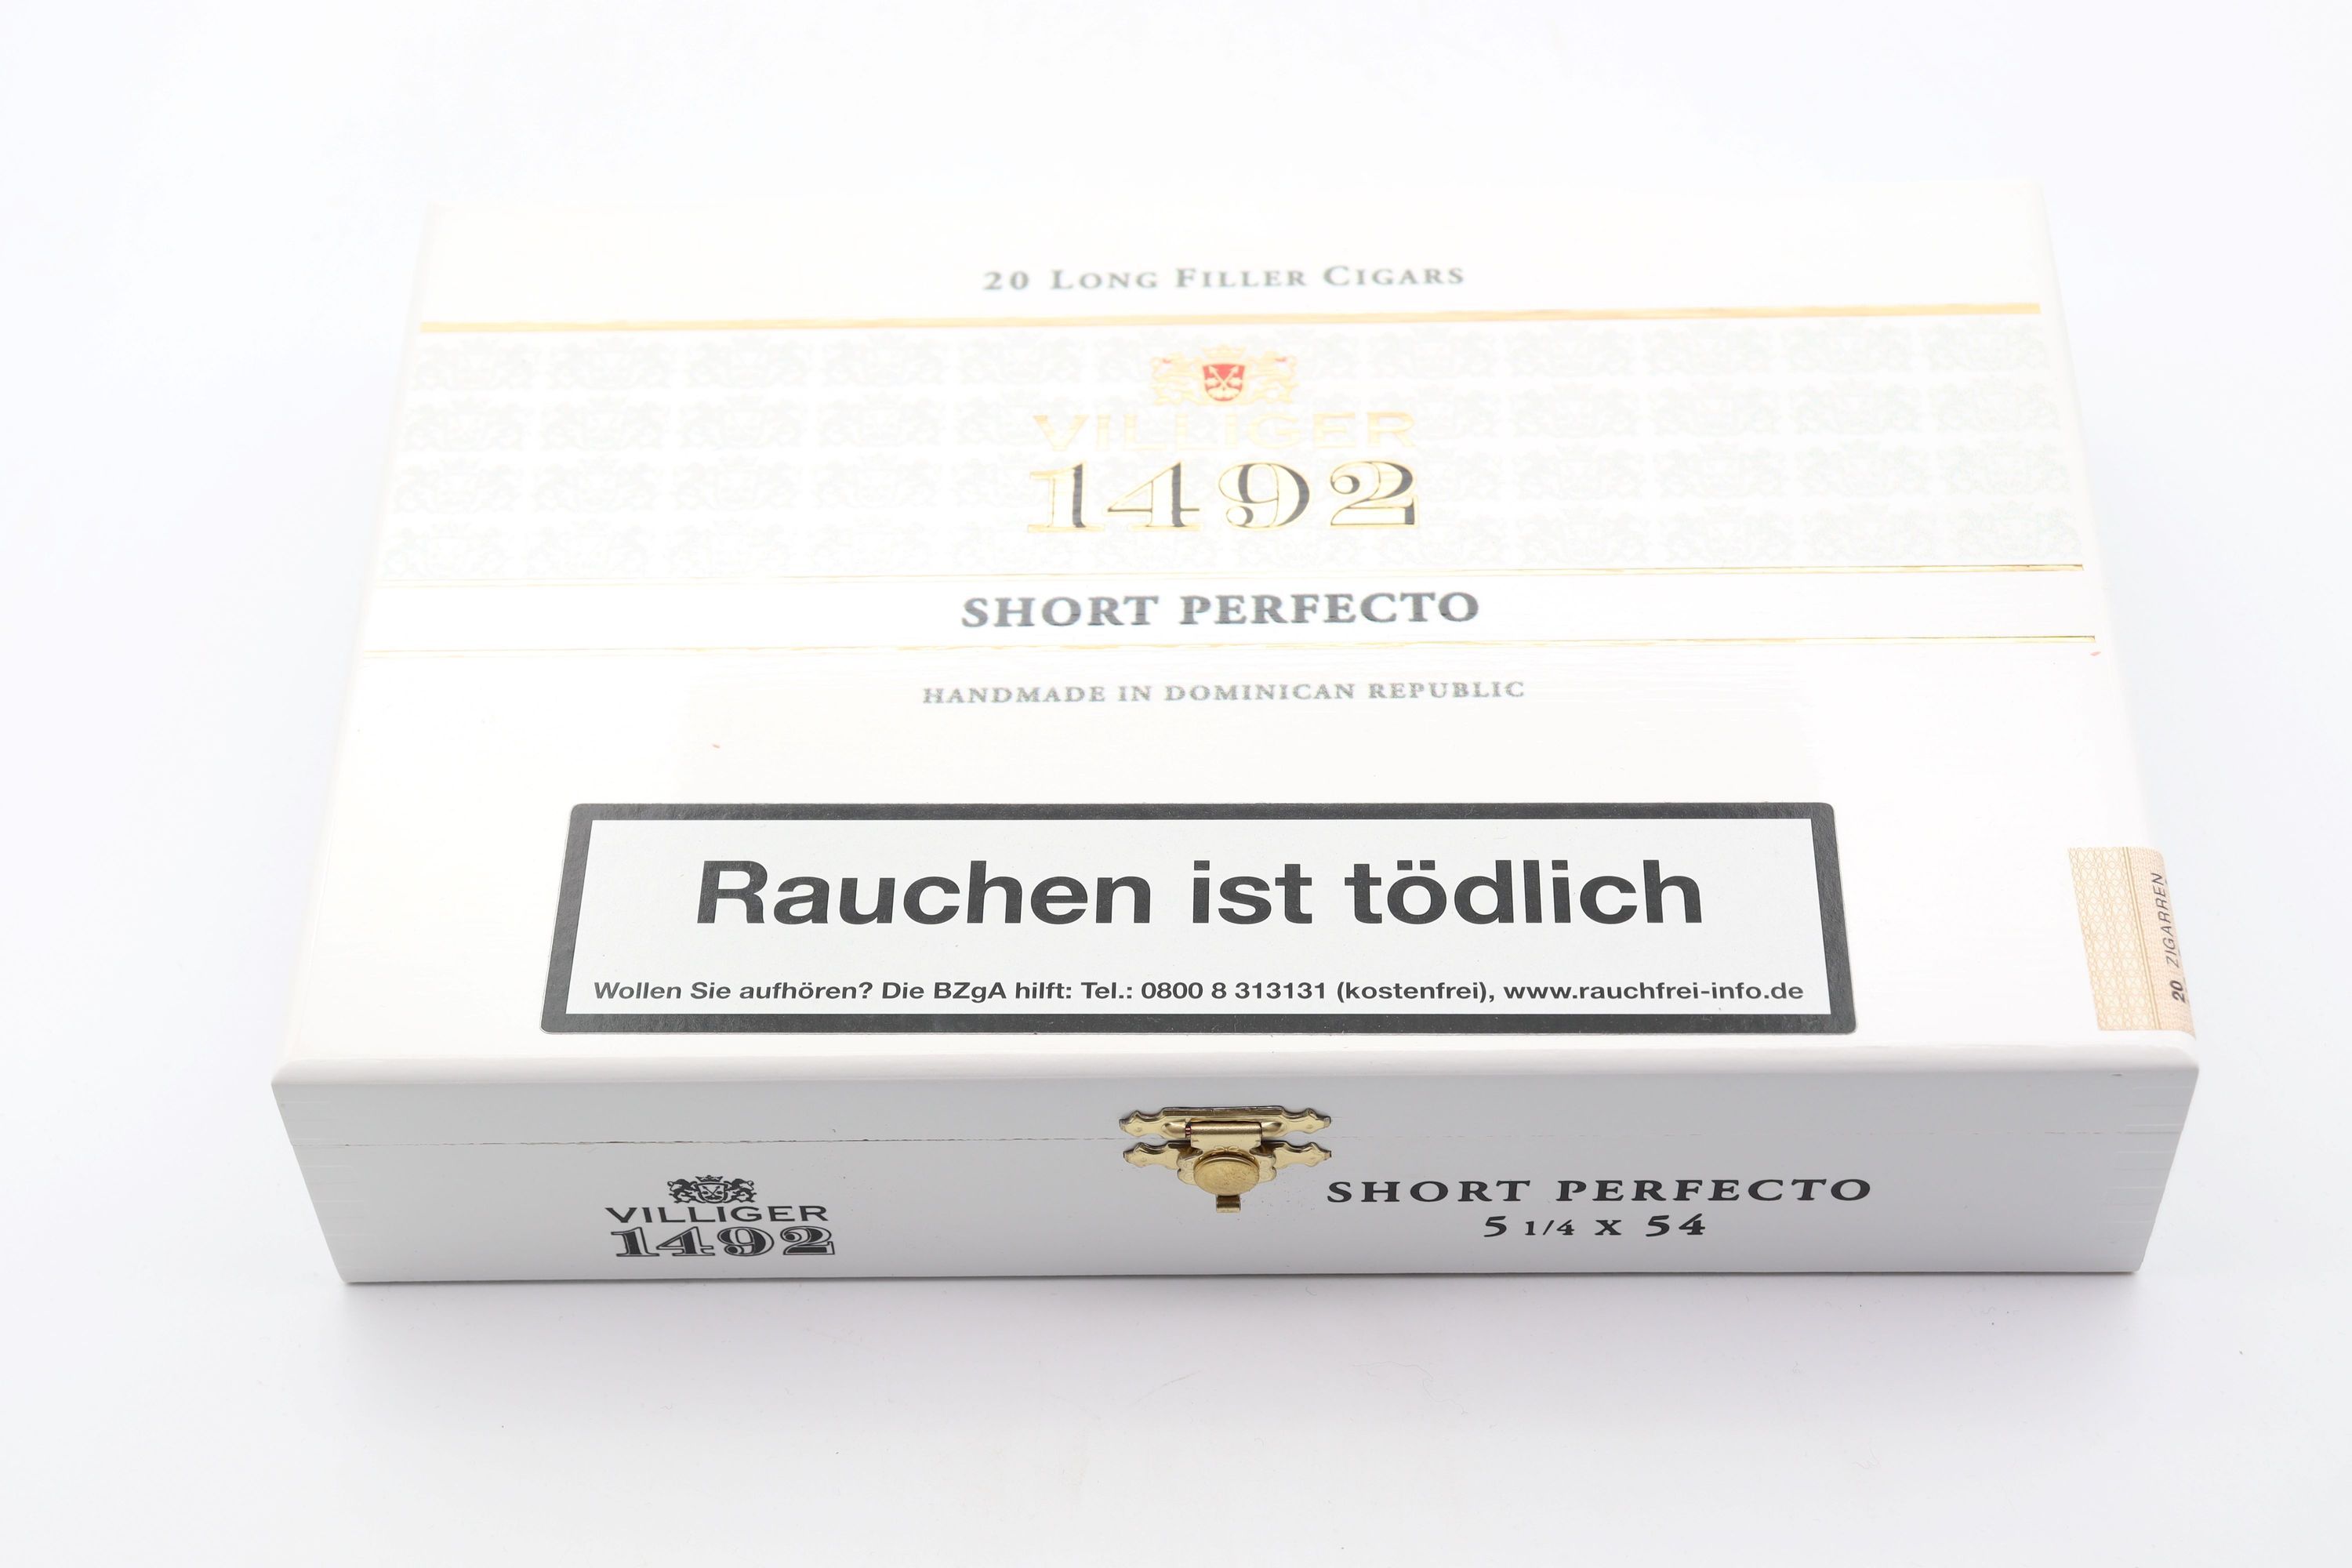 20 LONG FILLER CIGARS
VILLIGER
1492
SHORT PERFECTO
HANDMADE IN DOMINICAN REPUBLIC
Rauchen ist tödlich
Wollen Sie aufhören? Die BZgA hilft: Tel.: 0800 8 313131 (kostenfrei), www.rauchfrei-info.de
20 ZIGARREN
VILLIGER
1492
SHORT PERFECTO
5 1/4 X 54